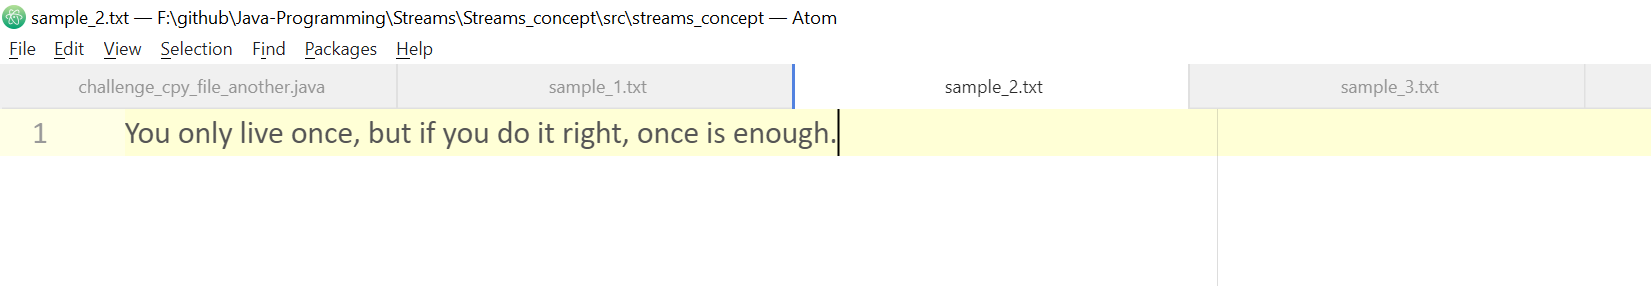 sample_2.txt — F:\github\Java-Programming\Streams\Streams_concept\src\streams_concept — Atom
File Edit View Selection Find Packages Help
challenge_cpy_file_another.java sample_1.txt sample_2.txt sample_3.txt
1 You only live once, but if you do it right, once is enough.